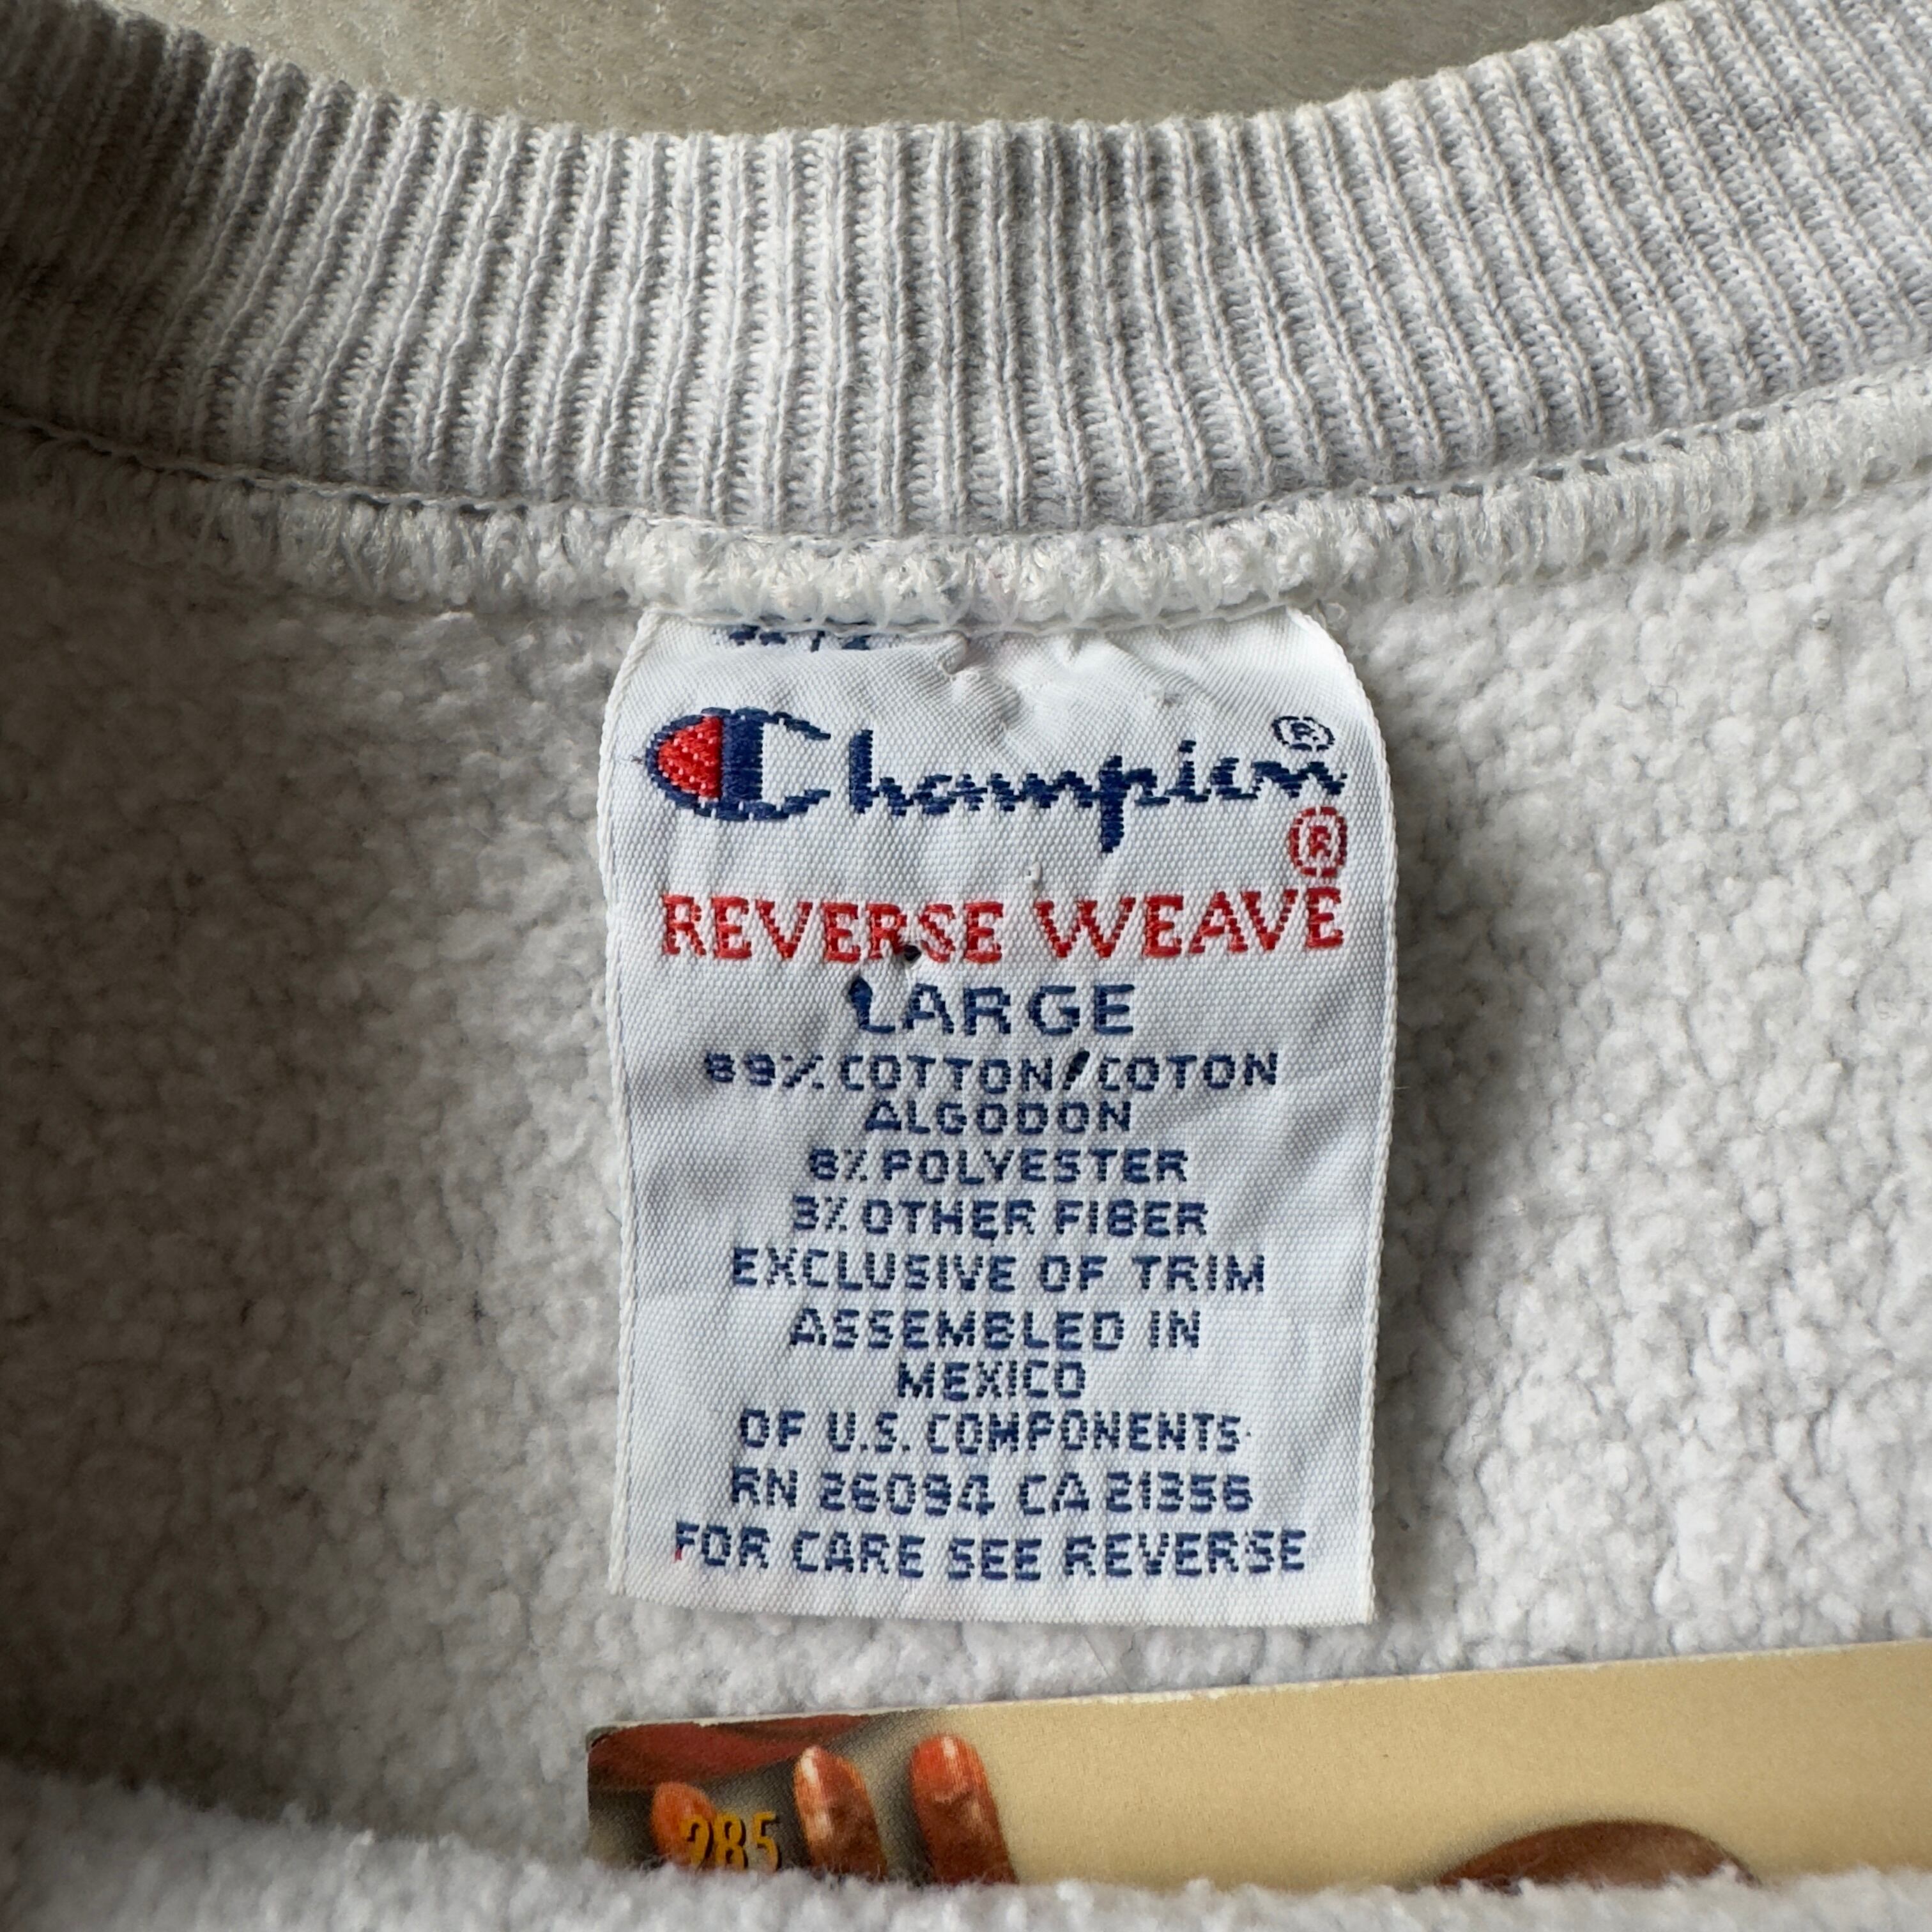 Champion ®
®
REVERSE WEAVE
LARGE
89% COTTON/COTON
ALGODON
8% POLYESTER
3% OTHER FIBER
EXCLUSIVE OF TRIM
ASSEMBLED IN
MEXICO
OF U.S. COMPONENTS
RN 26094 CA 21356
FOR CARE SEE REVERSE
285